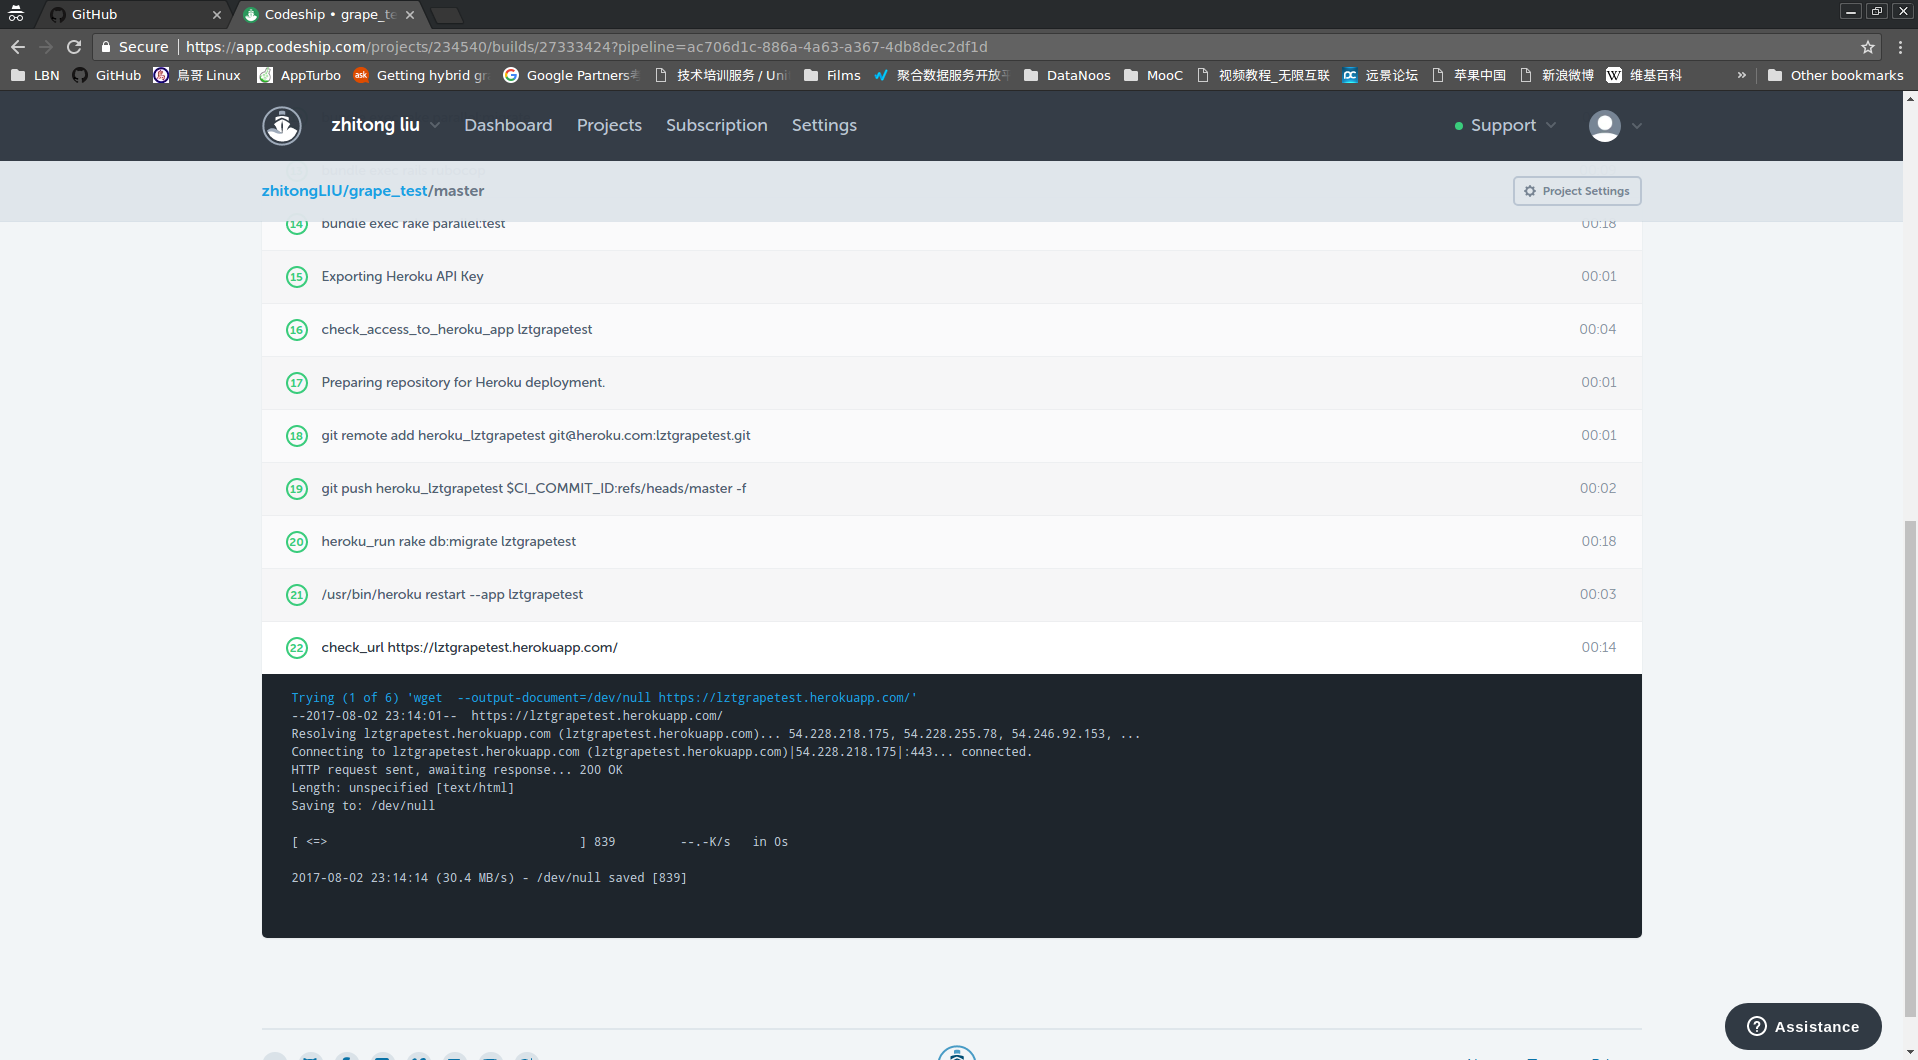 GitHub
Codeship • grape_te
Secure https://app.codeship.com/projects/234540/builds/27333424?pipeline=ac706d1c-886a-4a63-a367-4db8dec2df1d
LBN GitHub 鳥哥 Linux AppTurbo Getting hybrid gr Google Partners 技术培训服务 / Uni Films 聚合数据服务开放 DataNoos MooC 视频教程_无限互联 远景论坛 苹果中国 新浪微博 维基百科 » Other bookmarks
zhitong liu Dashboard Projects Subscription Settings Support
zhitongLIU/grape_test/master Project Settings
14 bundle exec rake parallel:test 00:18
15 Exporting Heroku API Key 00:01
16 check_access_to_heroku_app lztgrapetest 00:04
17 Preparing repository for Heroku deployment. 00:01
18 git remote add heroku_lztgrapetest git@heroku.com:lztgrapetest.git 00:01
19 git push heroku_lztgrapetest $CI_COMMIT_ID:refs/heads/master -f 00:02
20 heroku_run rake db:migrate lztgrapetest 00:18
21 /usr/bin/heroku restart --app lztgrapetest 00:03
22 check_url https://lztgrapetest.herokuapp.com/ 00:14
Trying (1 of 6) 'wget  --output-document=/dev/null https://lztgrapetest.herokuapp.com/'
--2017-08-02 23:14:01--  https://lztgrapetest.herokuapp.com/
Resolving lztgrapetest.herokuapp.com (lztgrapetest.herokuapp.com)... 54.228.218.175, 54.228.255.78, 54.246.92.153, ...
Connecting to lztgrapetest.herokuapp.com (lztgrapetest.herokuapp.com)|54.228.218.175|:443... connected.
HTTP request sent, awaiting response... 200 OK
Length: unspecified [text/html]
Saving to: /dev/null
[ <=> ] 839 --.-K/s in 0s
2017-08-02 23:14:14 (30.4 MB/s) - /dev/null saved [839]
Assistance